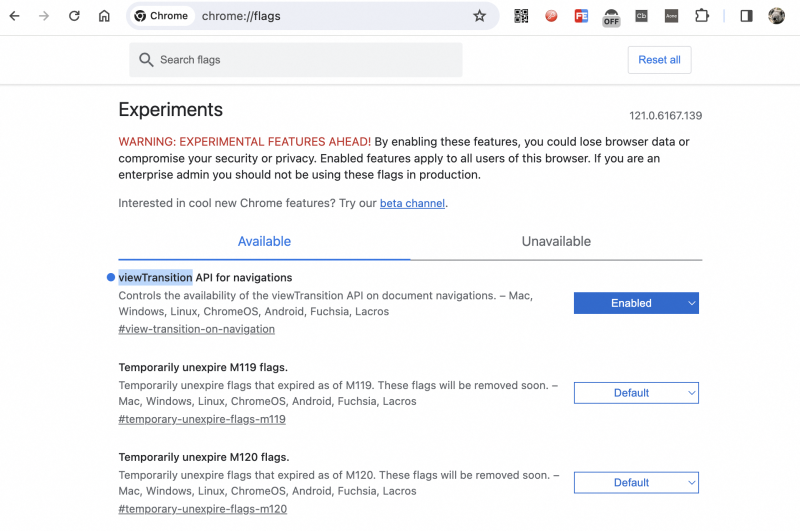 Chrome
chrome://flags
FE
OFF
Cb
Search flags
Reset all
Experiments
121.0.6167.139
WARNING: EXPERIMENTAL FEATURES AHEAD! By enabling these features, you could lose browser data or
compromise your security or privacy. Enabled features apply to all users of this browser. If you are an
enterprise admin you should not be using these flags in production.
Interested in cool new Chrome features? Try our beta channel.
Available
Unavailable
viewTransition API for navigations
Controls the availability of the viewTransition API on document navigations. – Mac,
Windows, Linux, ChromeOS, Android, Fuchsia, Lacros
#view-transition-on-navigation
Enabled
Temporarily unexpire M119 flags.
Temporarily unexpire flags that expired as of M119. These flags will be removed soon. –
Mac, Windows, Linux, ChromeOS, Android, Fuchsia, Lacros
#temporary-unexpire-flags-m119
Default
Temporarily unexpire M120 flags.
Temporarily unexpire flags that expired as of M120. These flags will be removed soon. –
Mac, Windows, Linux, ChromeOS, Android, Fuchsia, Lacros
#temporary-unexpire-flags-m120
Default